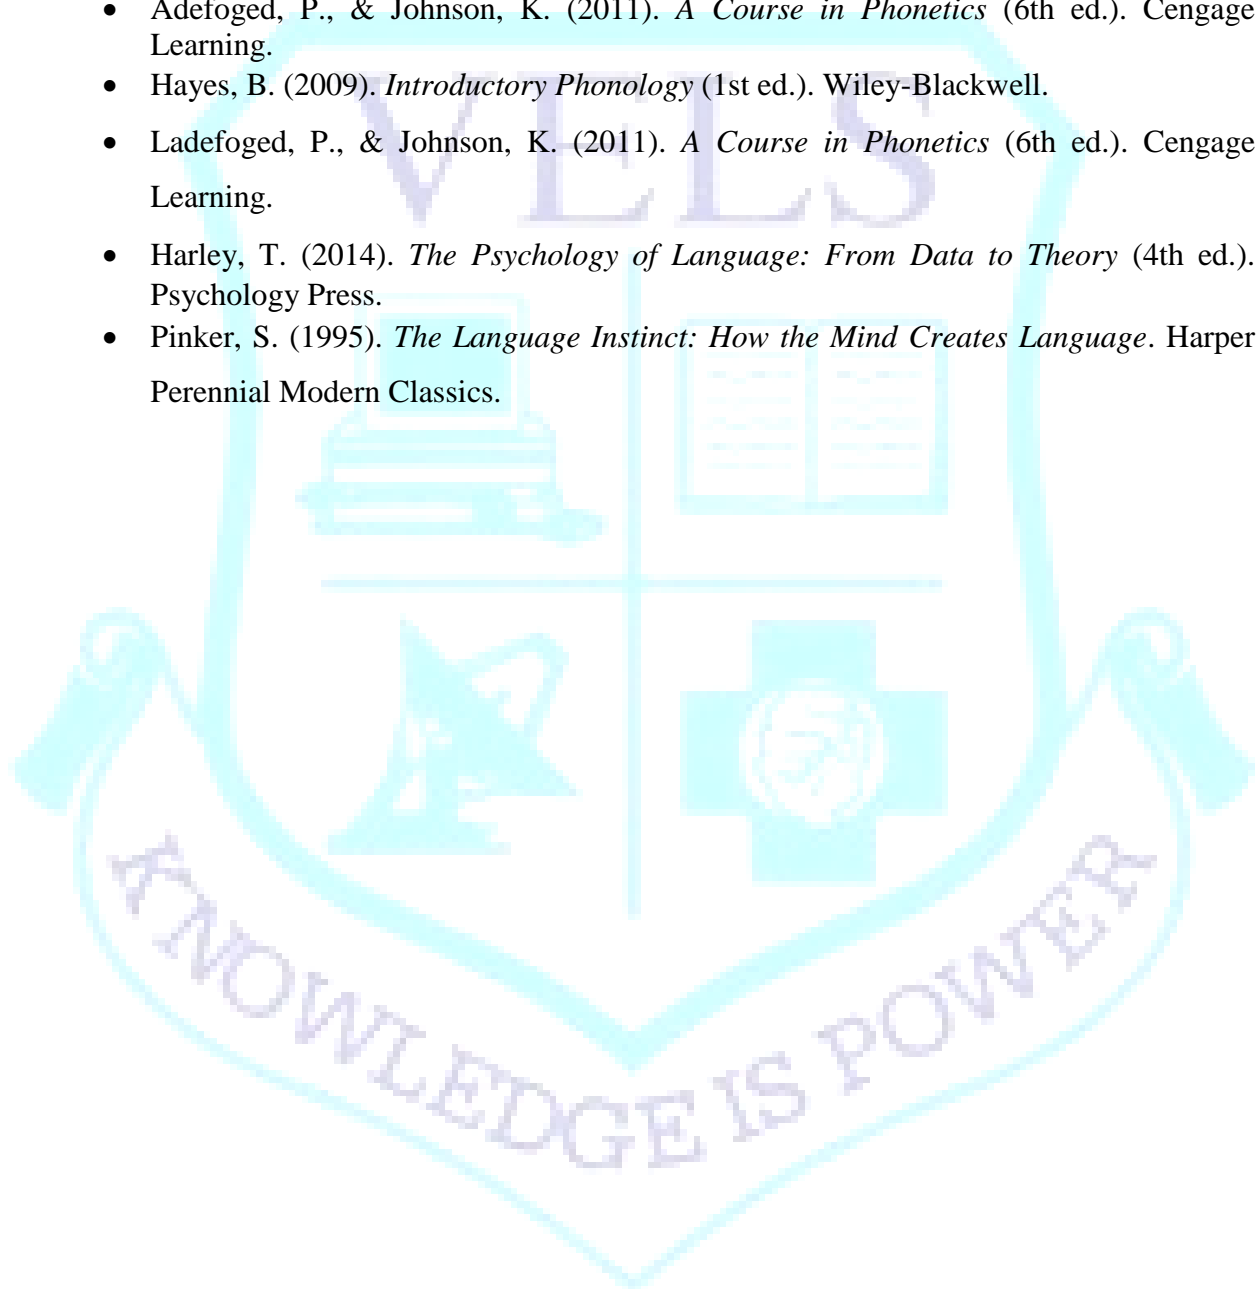 • Adefoged, P., & Johnson, K. (2011). A Course in Phonetics (6th ed.). Cengage
Learning.
• Hayes, B. (2009). Introductory Phonology (1st ed.). Wiley-Blackwell.
• Ladefoged, P., & Johnson, K. (2011). A Course in Phonetics (6th ed.). Cengage
Learning.
• Harley, T. (2014). The Psychology of Language: From Data to Theory (4th ed.).
Psychology Press.
• Pinker, S. (1995). The Language Instinct: How the Mind Creates Language. Harper
Perennial Modern Classics.
VELS
KNOWLEDGE IS POWER